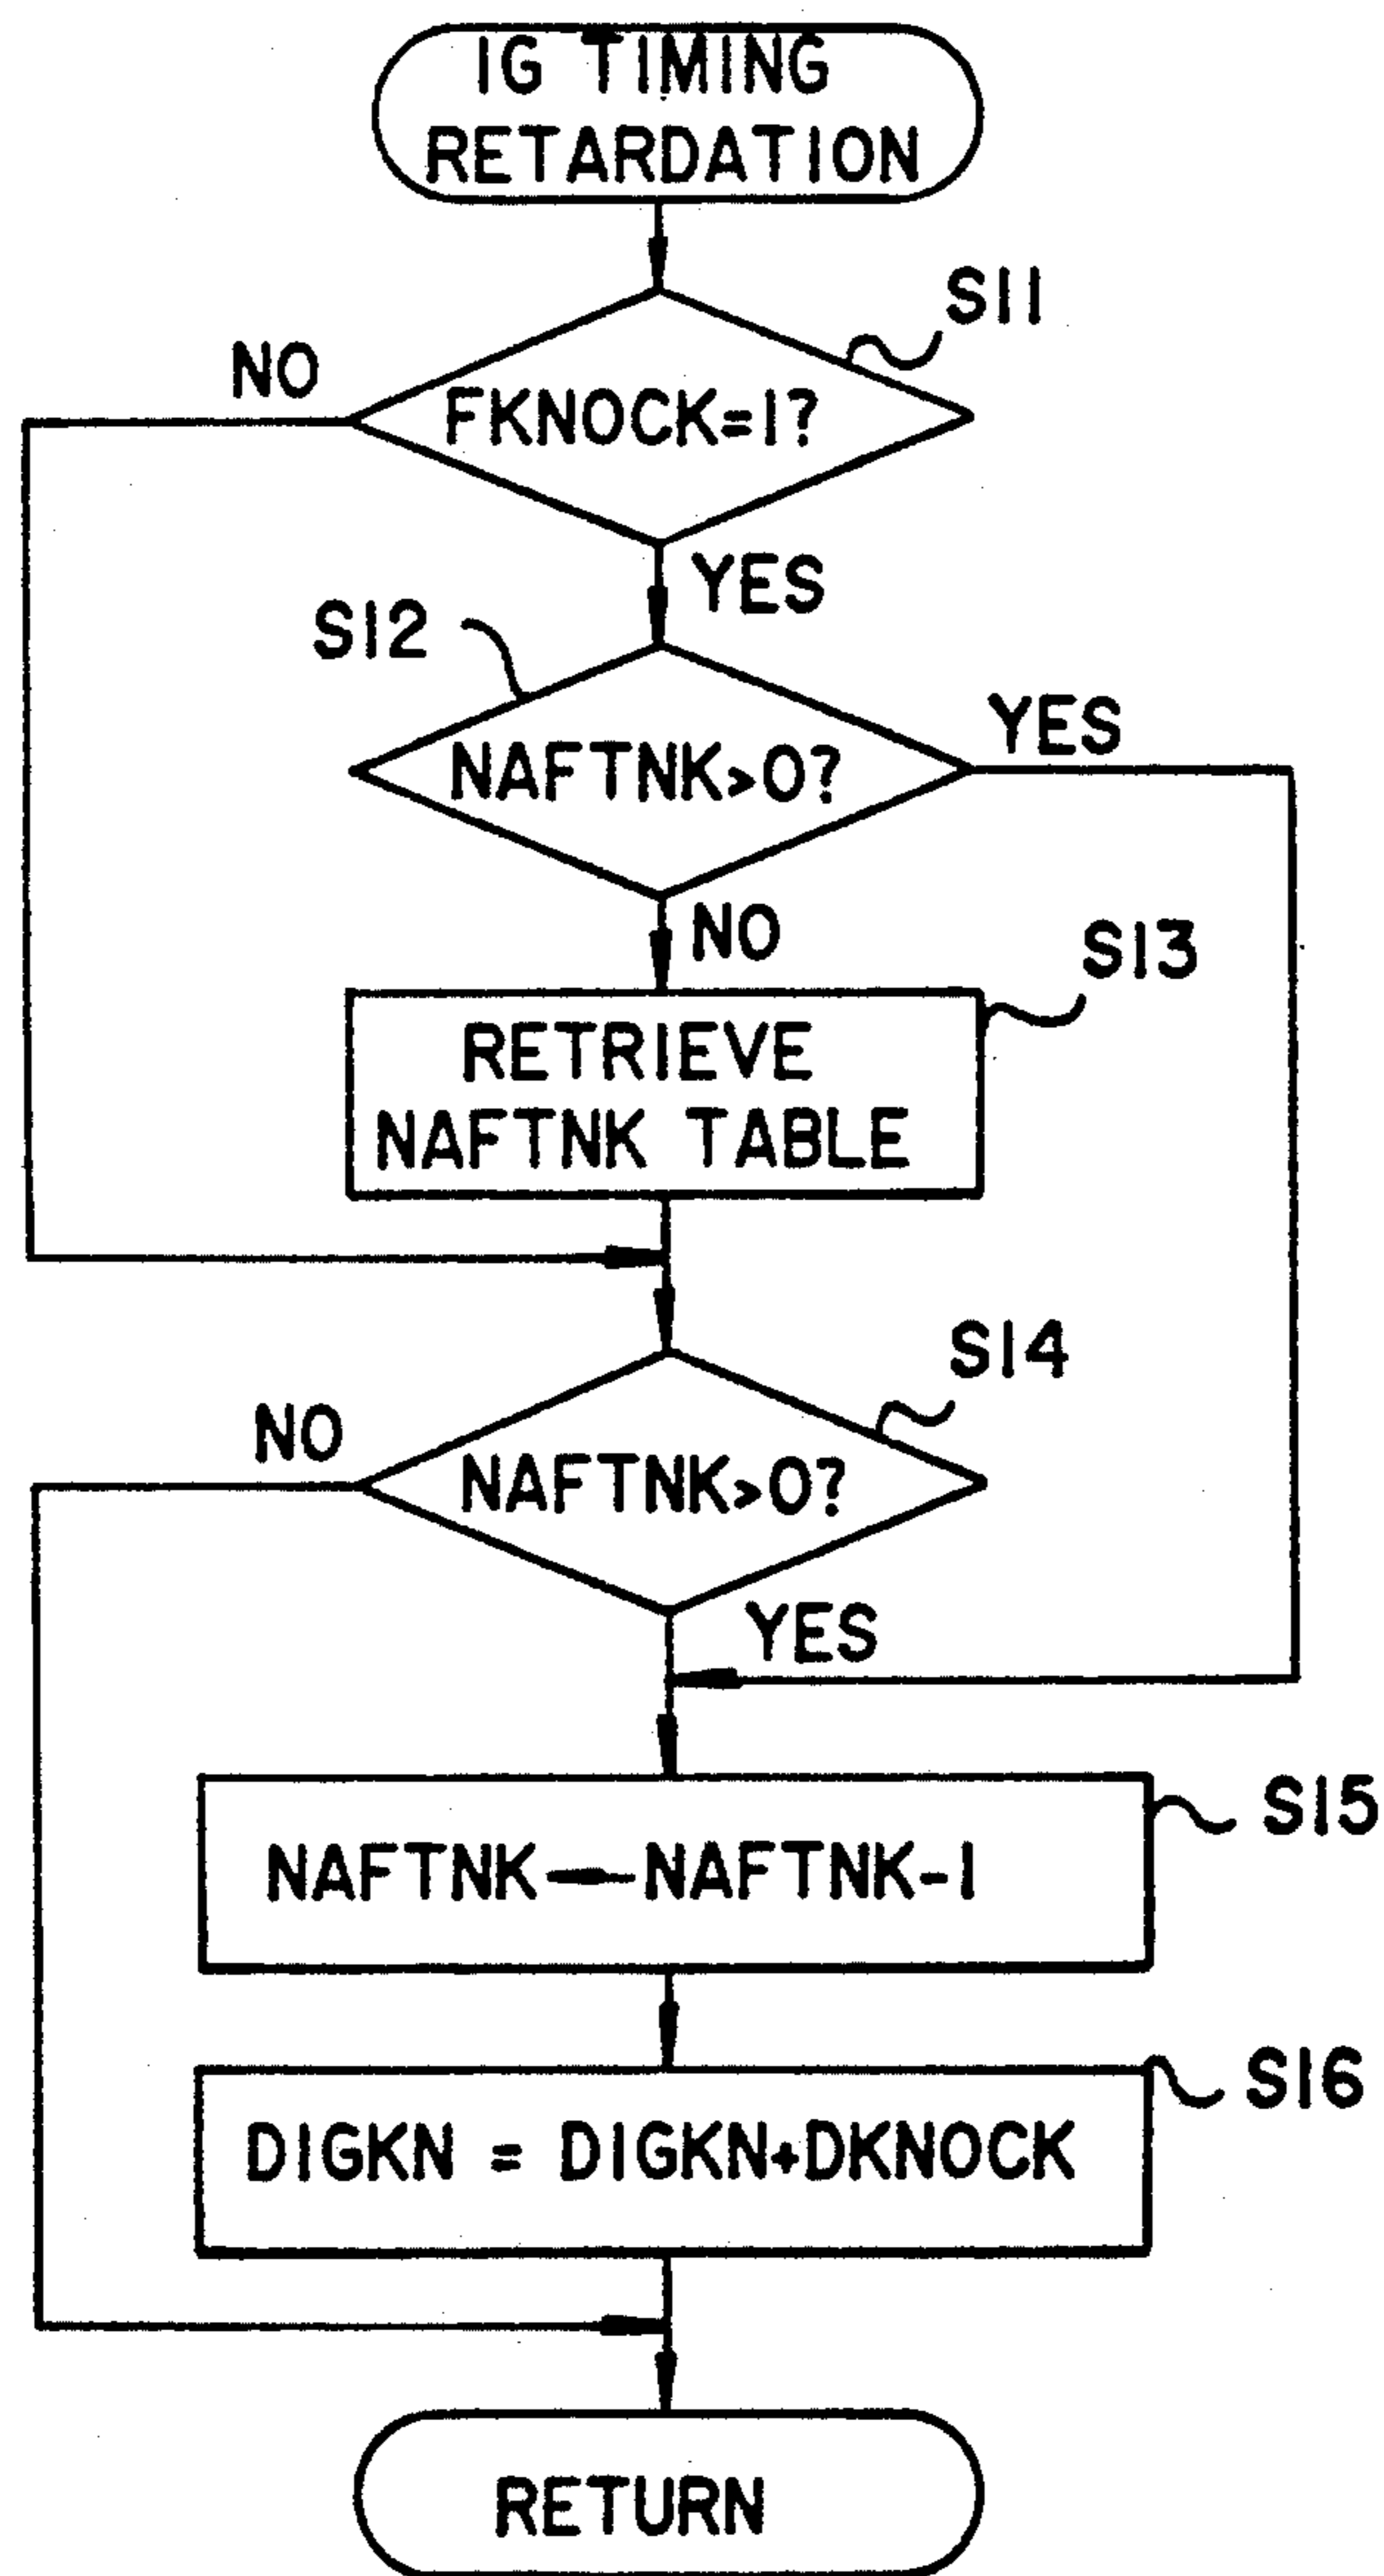 IG TIMING
RETARDATION
S11
NO
FKNOCK=1?
YES
S12
YES
NAFTNK>0?
NO
S13
RETRIEVE
NAFTNK TABLE
S14
NO
NAFTNK>0?
YES
S15
NAFTNK←NAFTNK-1
S16
DIGKN = DIGKN+DKNOCK
RETURN